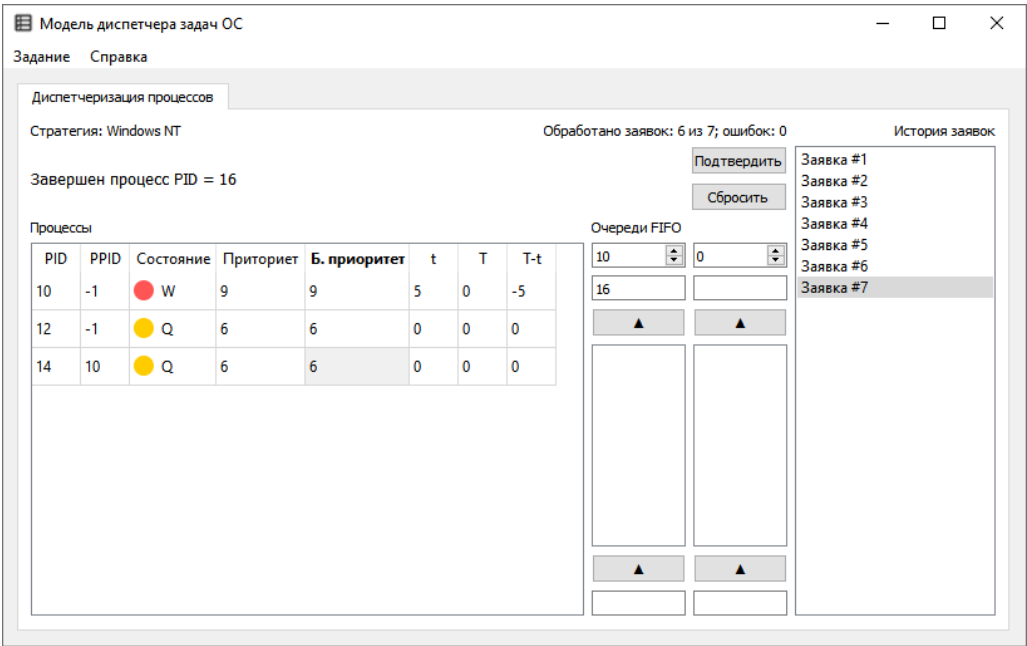 Модель диспетчера задач ОС
Задание Справка
Диспетчеризация процессов
Стратегия: Windows NT Обработано заявок: 6 из 7; ошибок: 0 История заявок
Завершен процесс PID = 16
Подтвердить
Сбросить
Процессы
PID PPID Состояние Приториет Б. приоритет t T T-t
10 -1 W 9 9 5 0 -5
12 -1 Q 6 6 0 0 0
14 10 Q 6 6 0 0 0
Очереди FIFO
10 0
16
▲ ▲
▲ ▲
Заявка #1
Заявка #2
Заявка #3
Заявка #4
Заявка #5
Заявка #6
Заявка #7